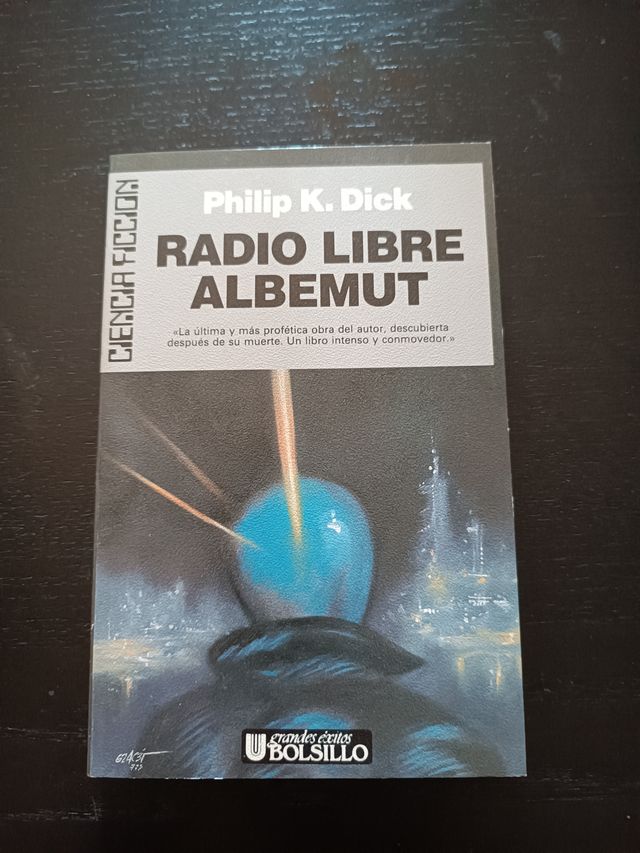 CIENCIA FICCION
Philip K. Dick
RADIO LIBRE
ALBEMUT
«La última y más profética obra del autor, descubierta
después de su muerte. Un libro intenso y conmovedor.»
U grandes éxitos
BOLSILLO